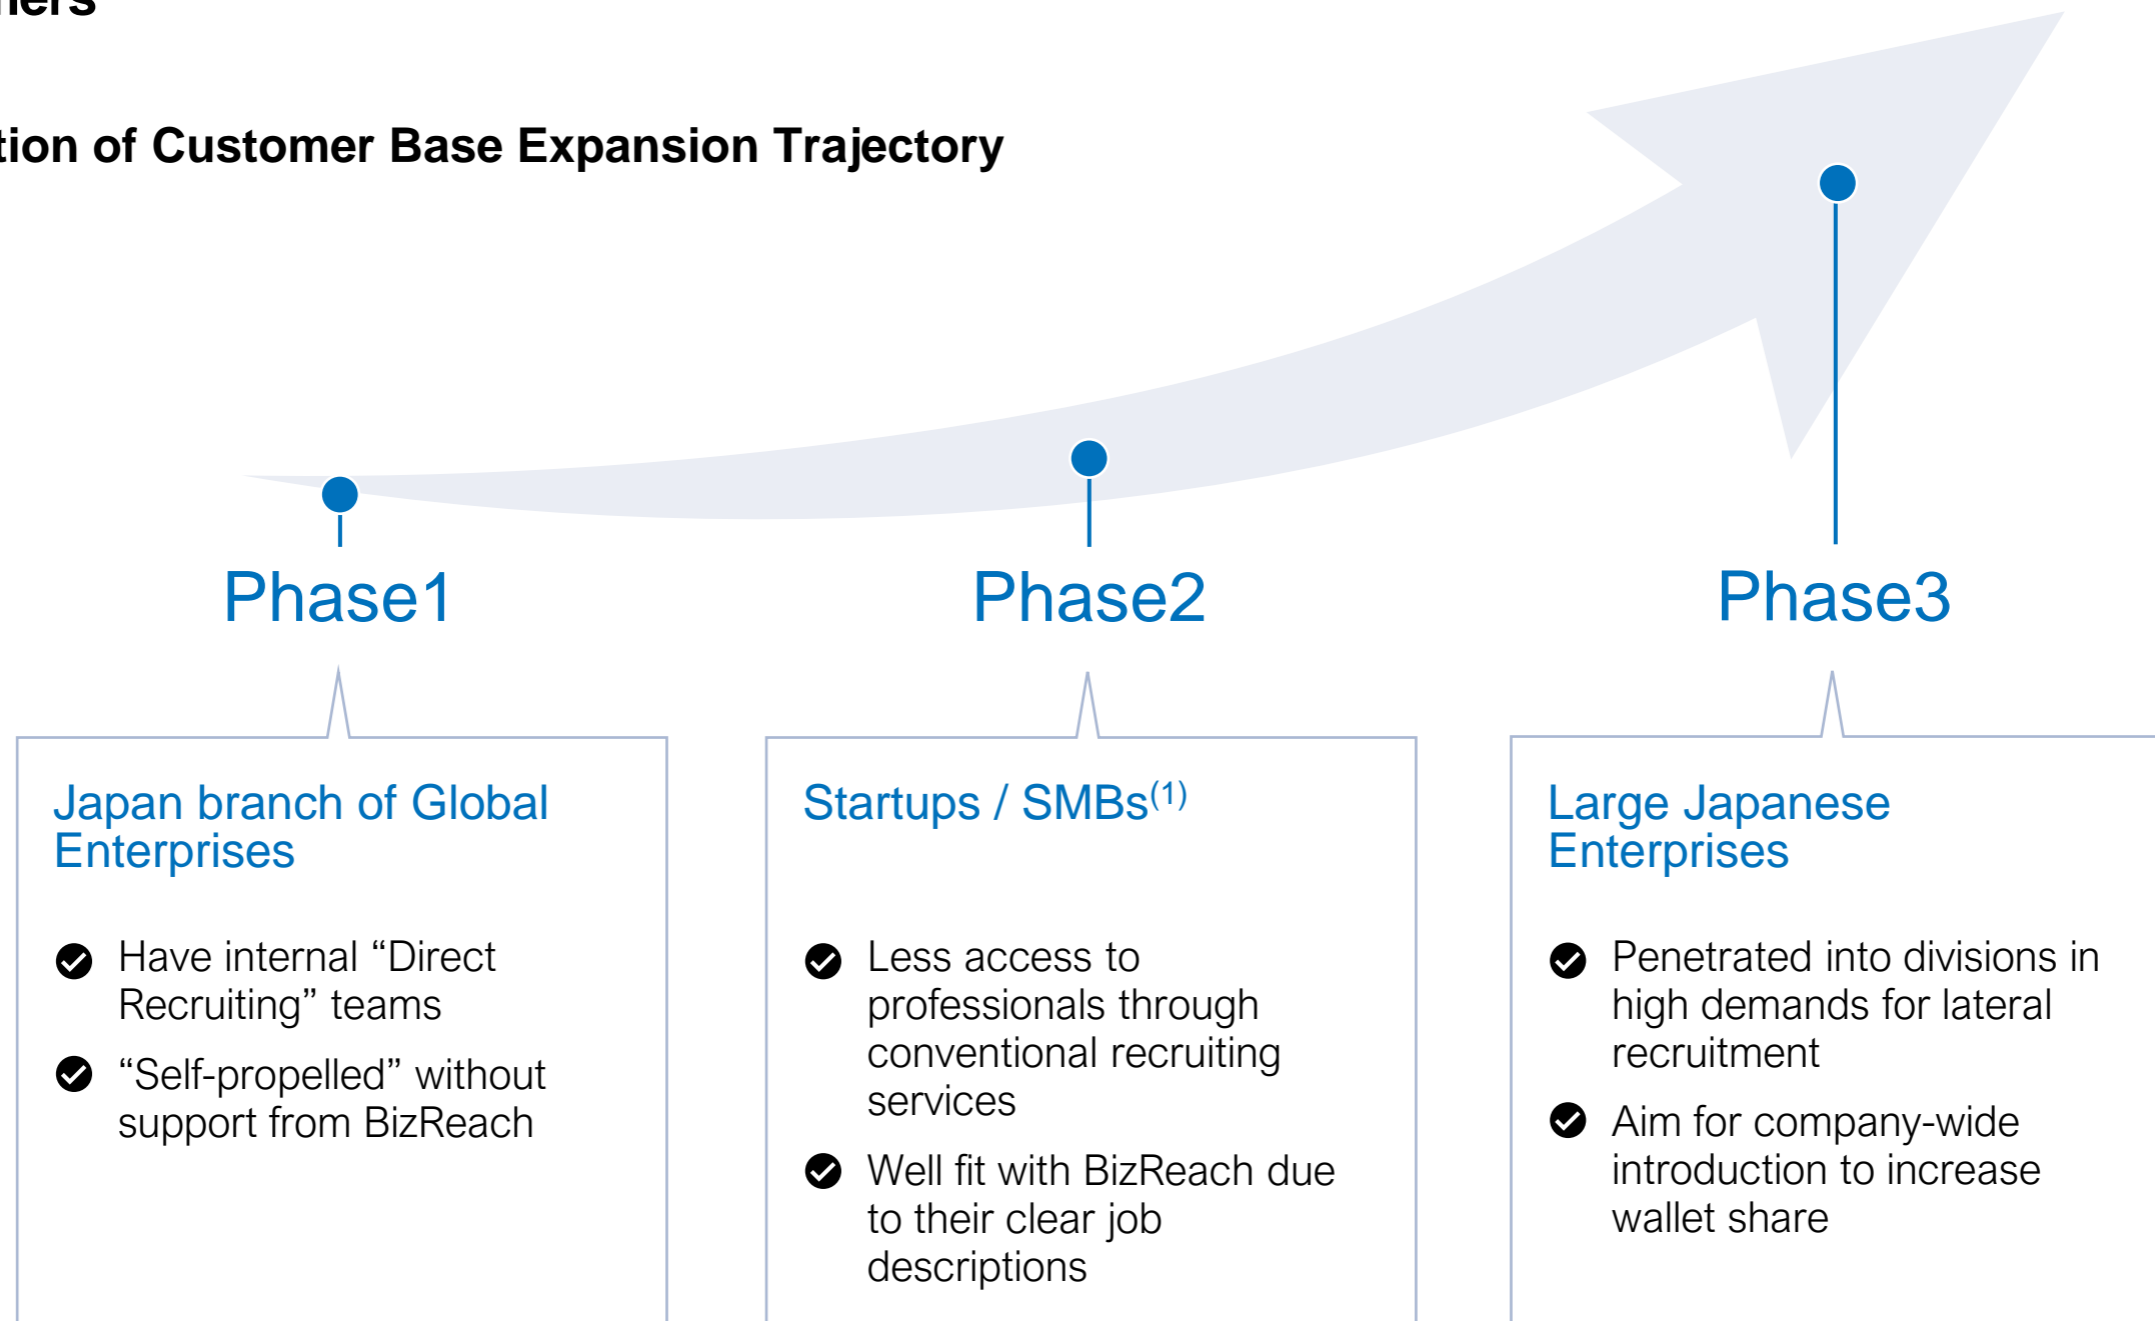 tion of Customer Base Expansion Trajectory
Phase1
Phase2
Phase3
Japan branch of Global
Enterprises
Have internal “Direct
Recruiting” teams
“Self-propelled” without
support from BizReach
Startups / SMBs(1)
Less access to
professionals through
conventional recruiting
services
Well fit with BizReach due
to their clear job
descriptions
Large Japanese
Enterprises
Penetrated into divisions in
high demands for lateral
recruitment
Aim for company-wide
introduction to increase
wallet share